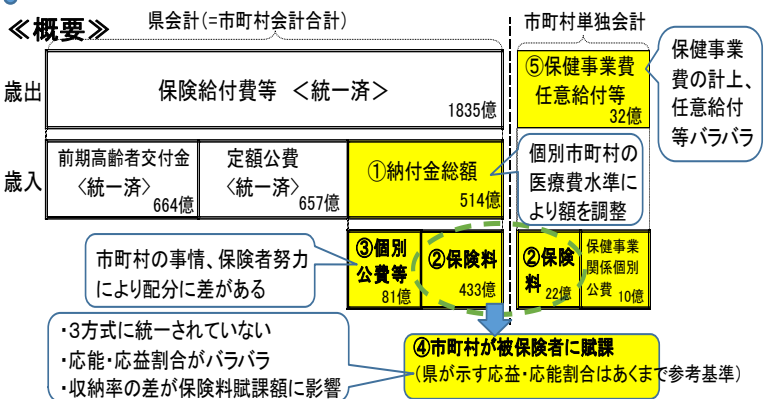 ≪概要≫
県会計(=市町村会計合計)
市町村単独会計
歳出
保険給付費等 <統一済>
1835億
⑤保健事業費
任意給付等
32億
保健事業
費の計上、
任意給付
等バラバラ
歳入
前期高齢者交付金
〈統一済〉
664億
定額公費
〈統一済〉
657億
①納付金総額
514億
個別市町村の
医療費水準に
より額を調整
市町村の事情、保険者努力
により配分に差がある
③個別
公費等
81億
②保険料
433億
②保険
料 22億
保健事業
関係個別
公費 10億
・3方式に統一されていない
・応能・応益割合がバラバラ
・収納率の差が保険料賦課額に影響
④市町村が被保険者に賦課
(県が示す応益・応能割合はあくまで参考基準)